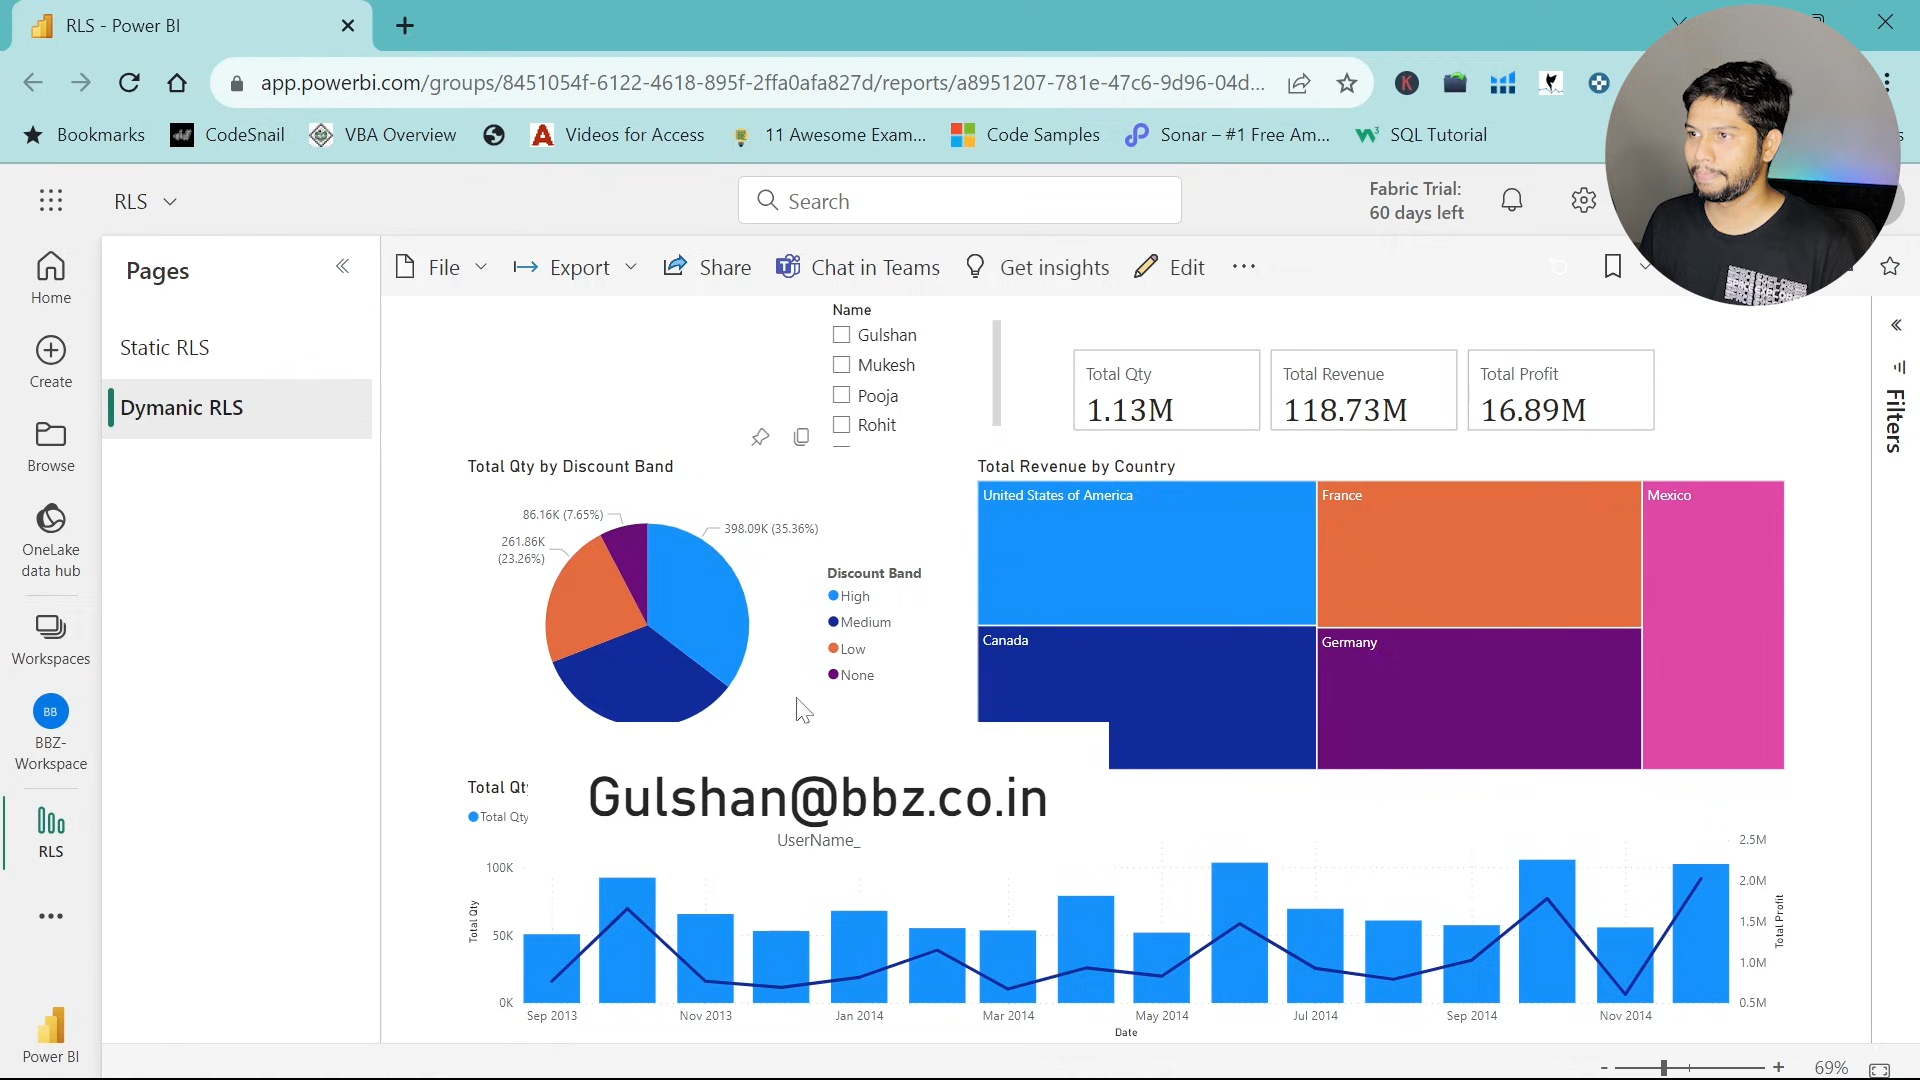 RLS - Power BI
app.powerbi.com/groups/8451054f-6122-4618-895f-2ffa0afa827d/reports/a8951207-781e-47c6-9d96-04d...
Bookmarks
CodeSnail
VBA Overview
Videos for Access
11 Awesome Exam...
Code Samples
Sonar – #1 Free Am...
SQL Tutorial
RLS
Search
Fabric Trial:
60 days left
Home
Create
Browse
OneLake
data hub
Workspaces
BB
BBZ-
Workspace
RLS
Power BI
Pages
Static RLS
Dymanic RLS
File
Export
Share
Chat in Teams
Get insights
Edit
Name
Gulshan
Mukesh
Pooja
Rohit
Total Qty
1.13M
Total Revenue
118.73M
Total Profit
16.89M
Filters
Total Qty by Discount Band
86.16K (7.65%)
398.09K (35.36%)
261.86K
(23.26%)
Discount Band
High
Medium
Low
None
Total Revenue by Country
United States of America
France
Mexico
Canada
Germany
Total Qty
Total Qty
Gulshan@bbz.co.in
UserName_
100K
50K
0K
Total Qty
2.5M
2.0M
1.5M
1.0M
0.5M
Total Profit
Sep 2013
Nov 2013
Jan 2014
Mar 2014
May 2014
Jul 2014
Sep 2014
Nov 2014
Date
- + 69%